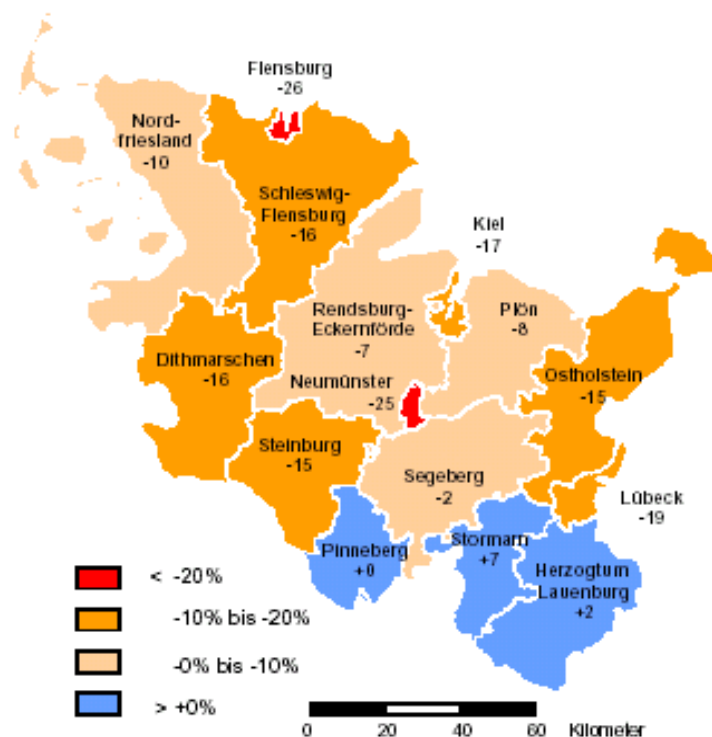 Flensburg
-26
Nord-
friesland
-10
Schleswig-
Flensburg
-16
Kiel
-17
Rendsburg-
Eckernförde
-7
Plön
-8
Dithmarschen
-16
Neumünster
-25
Ostholstein
-15
Steinburg
-15
Segeberg
-2
Lübeck
-19
Pinneberg
+0
Stormarn
+7
Herzogtum
Lauenburg
+2
< -20%
-10% bis -20%
-0% bis -10%
> +0%
0 20 40 60 Kilometer